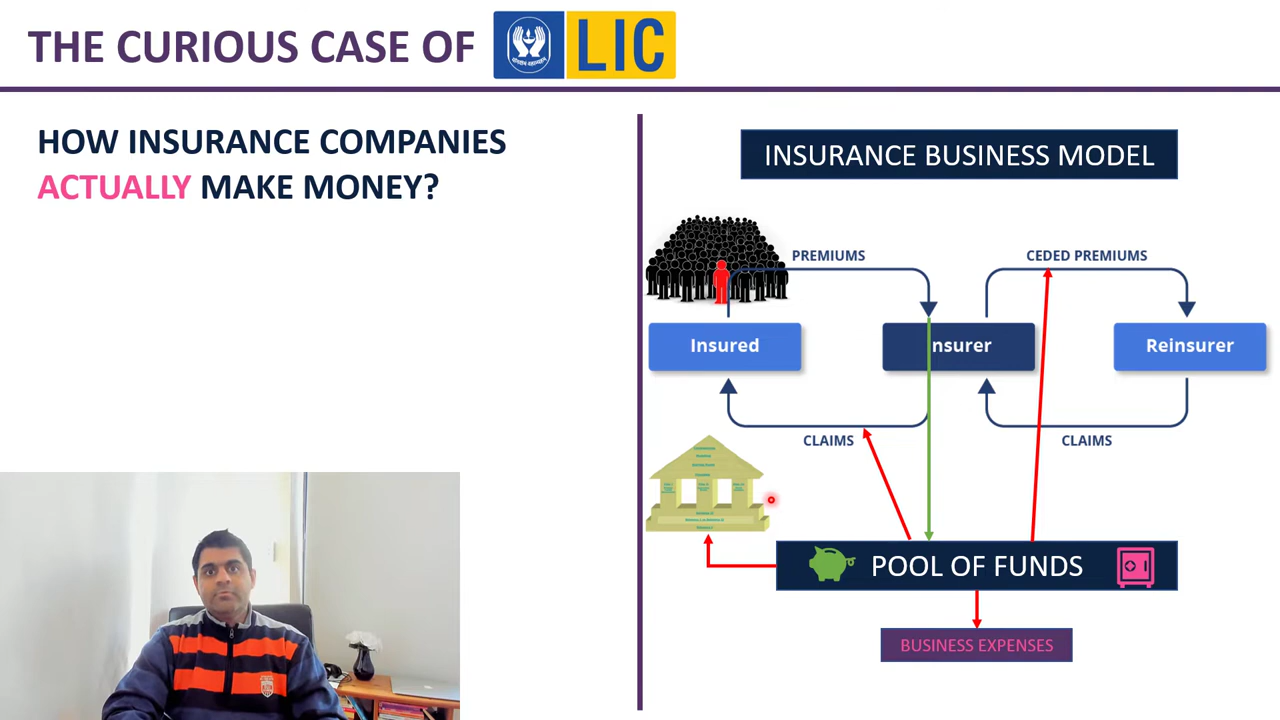 THE CURIOUS CASE OF
LIC
HOW INSURANCE COMPANIES
ACTUALLY MAKE MONEY?
INSURANCE BUSINESS MODEL
PREMIUMS
CEDED PREMIUMS
Insured
nsurer
Reinsurer
CLAIMS
CLAIMS
POOL OF FUNDS
BUSINESS EXPENSES